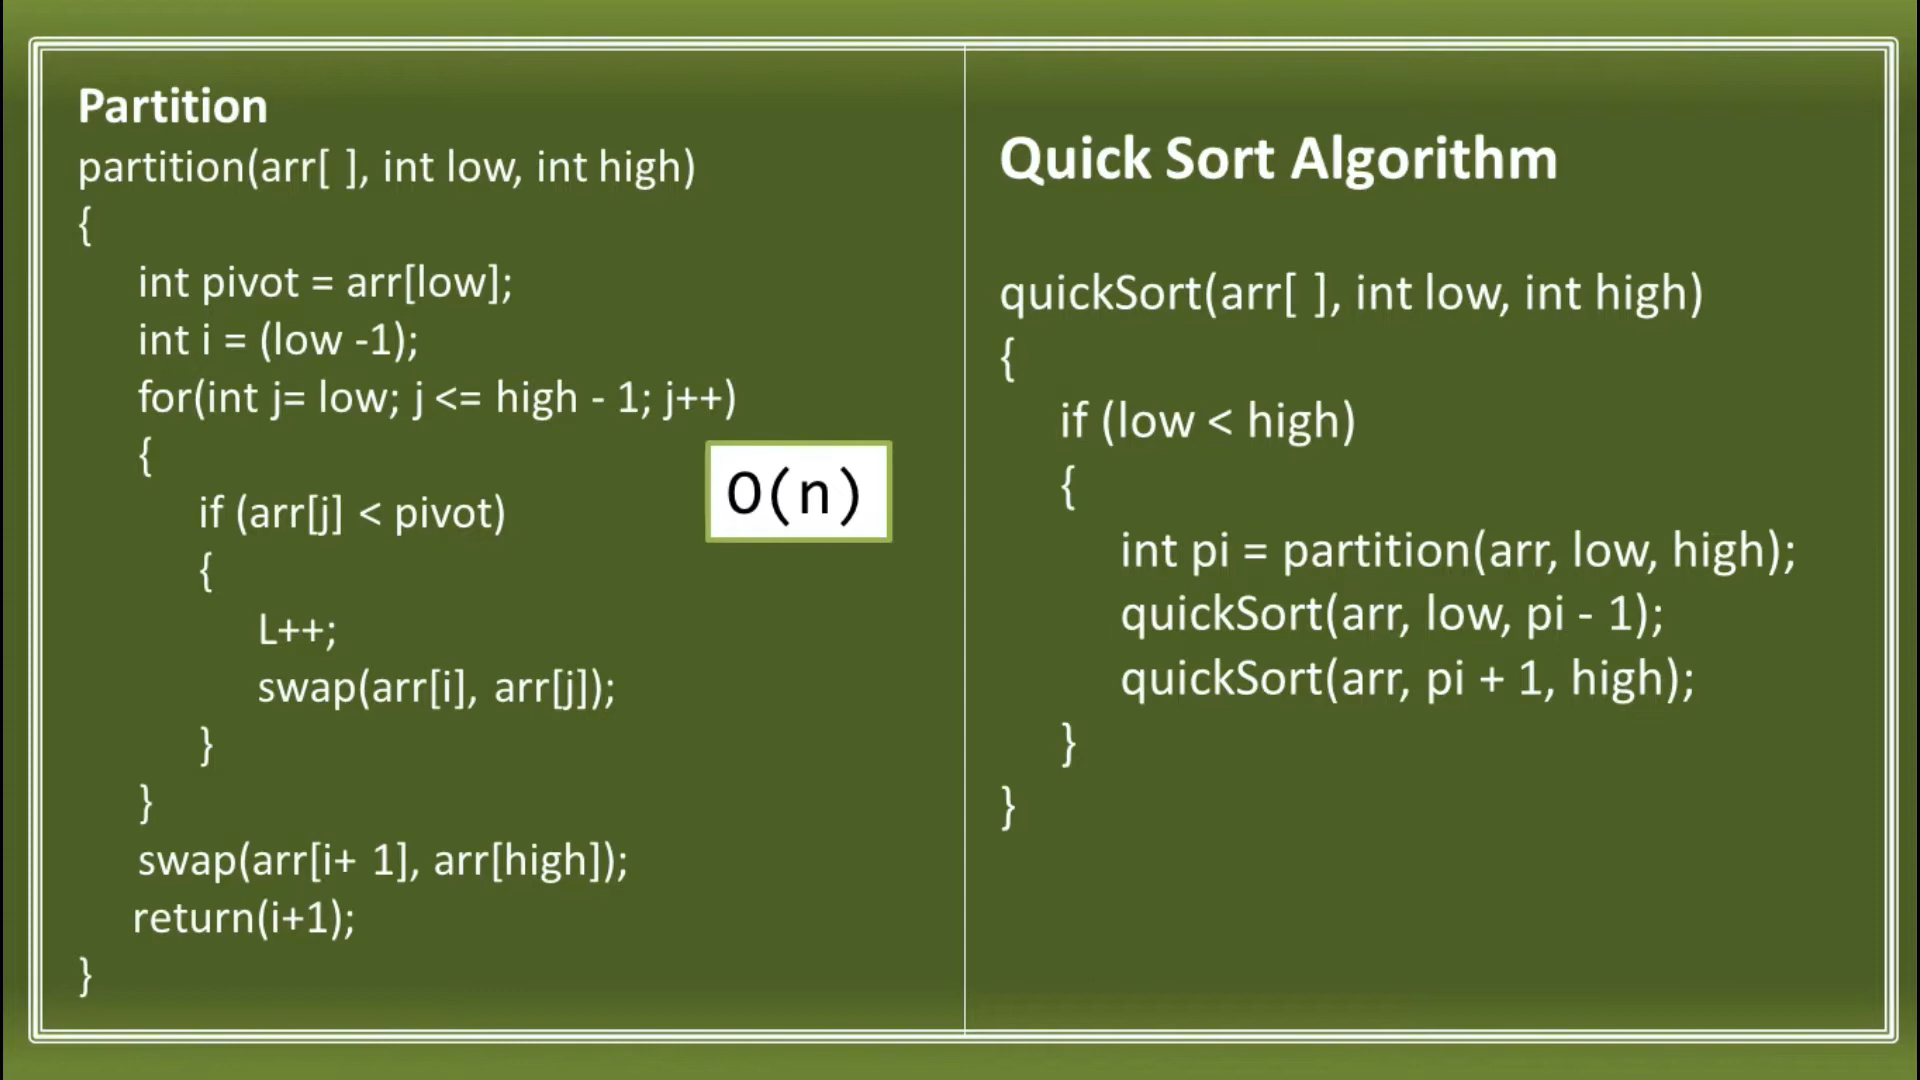 Partition
partition(arr[ ], int low, int high)
{
int pivot = arr[low];
int i = (low -1);
for(int j= low; j <= high - 1; j++)
{
if (arr[j] < pivot)
{
L++;
swap(arr[i], arr[j]);
}
}
swap(arr[i+ 1], arr[high]);
return(i+1);
}
O(n)
Quick Sort Algorithm
quickSort(arr[ ], int low, int high)
{
if (low < high)
{
int pi = partition(arr, low, high);
quickSort(arr, low, pi - 1);
quickSort(arr, pi + 1, high);
}
}